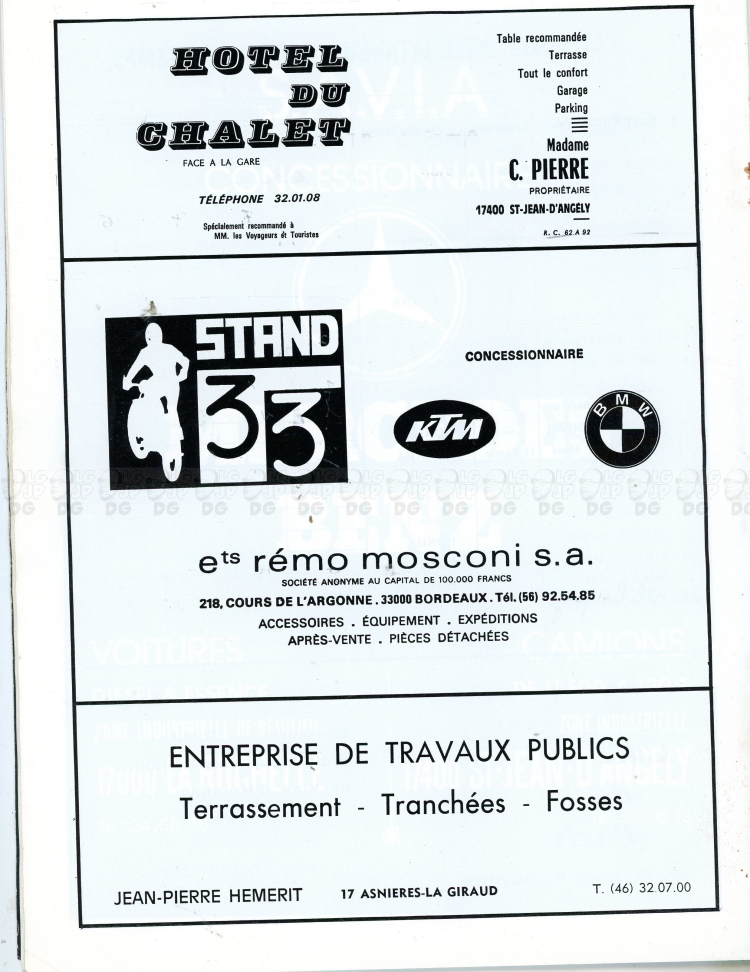 HOTEL
DU
CHALET
FACE A LA GARE
TÉLÉPHONE 32.01.08
Spécialement recommandé à
MM. les Voyageurs et Touristes
Table recommandée
Terrasse
Tout le confort
Garage
Parking
Madame
C. PIERRE
PROPRIÉTAIRE
17400 ST-JEAN-D'ANGÉLY
R. C. 62 A 92
STAND
33
CONCESSIONNAIRE
KTM
BMW
ets rémo mosconi s.a.
SOCIÉTÉ ANONYME AU CAPITAL DE 100.000 FRANCS
218, COURS DE L'ARGONNE . 33000 BORDEAUX . Tél. (56) 92.54.85
ACCESSOIRES . ÉQUIPEMENT . EXPÉDITIONS
APRÈS-VENTE . PIÈCES DÉTACHÉES
ENTREPRISE DE TRAVAUX PUBLICS
Terrassement - Tranchées - Fosses
JEAN-PIERRE HEMERIT 17 ASNIERES-LA GIRAUD T. (46) 32.07.00